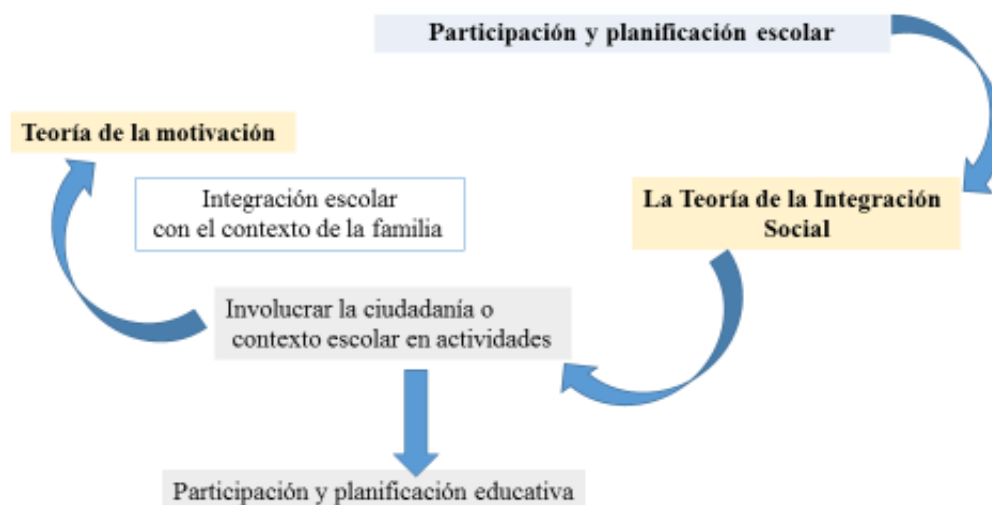 Participación y planificación escolar
Teoría de la motivación
Integración escolar
con el contexto de la familia
La Teoría de la Integración
Social
Involucrar la ciudadanía o
contexto escolar en actividades
Participación y planificación educativa